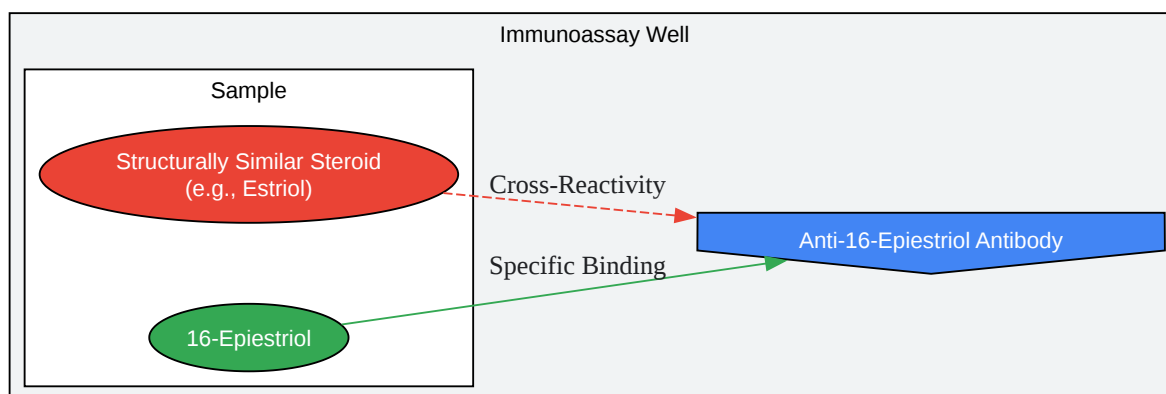 Immunoassay Well
Sample
Structurally Similar Steroid
(e.g., Estriol)
Cross-Reactivity
Anti-16-Epiestriol Antibody
Specific Binding
16-Epiestriol